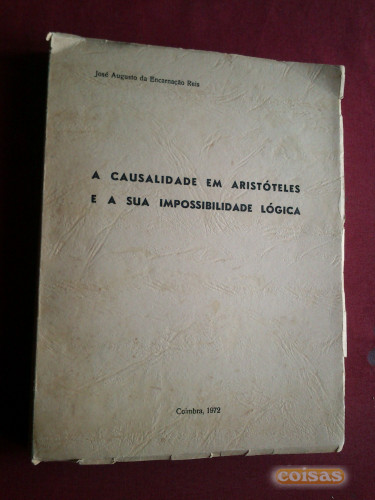 José Augusto da Encarnação Reis
A CAUSALIDADE EM ARISTÓTELES
E A SUA IMPOSSIBILIDADE LÓGICA
Coimbra, 1972
coisas